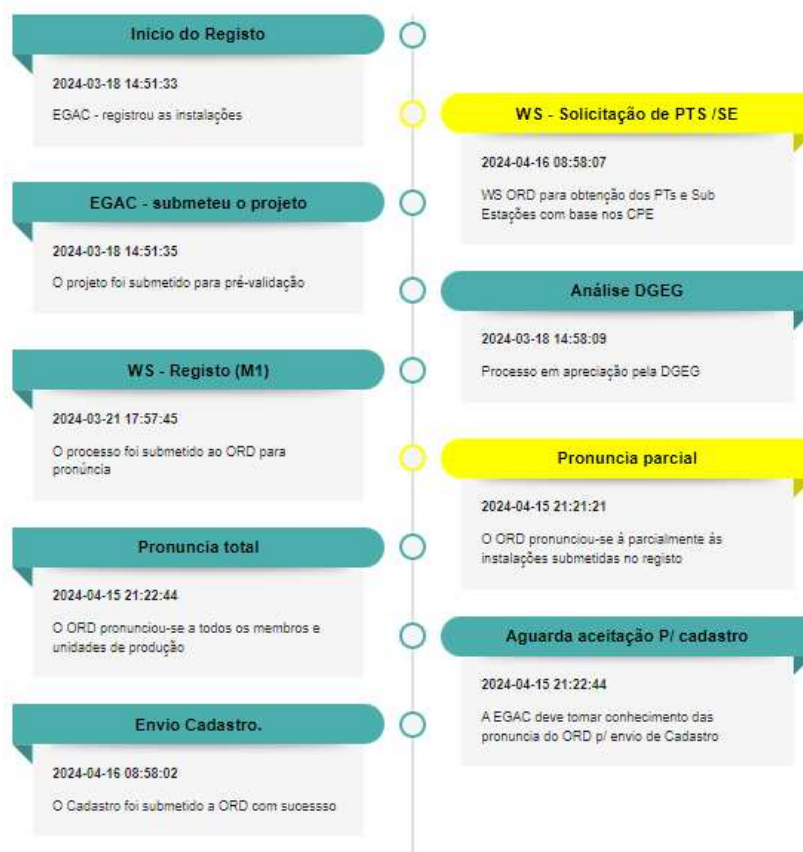 Inicio do Registo
2024-03-18 14:51:33
EGAC - registrou as instalações
WS - Solicitação de PTS /SE
2024-04-16 08:58:07
WS ORD para obtenção dos PTs e Sub
Estações com base nos CPE
EGAC - submeteu o projeto
2024-03-18 14:51:35
O projeto foi submetido para pré-validação
Análise DGEG
2024-03-18 14:58:09
Processo em apreciação pela DGEG
WS - Registo (M1)
2024-03-21 17:57:45
O processo foi submetido ao ORD para
pronúncia
Pronuncia parcial
2024-04-15 21:21:21
O ORD pronunciou-se à parcialmente às
instalações submetidas no registo
Pronuncia total
2024-04-15 21:22:44
O ORD pronunciou-se a todos os membros e
unidades de produção
Aguarda aceitação P/ cadastro
2024-04-15 21:22:44
A EGAC deve tomar conhecimento das
pronuncia do ORD p/ envio de Cadastro
Envio Cadastro.
2024-04-16 08:58:02
O Cadastro foi submetido a ORD com sucessso